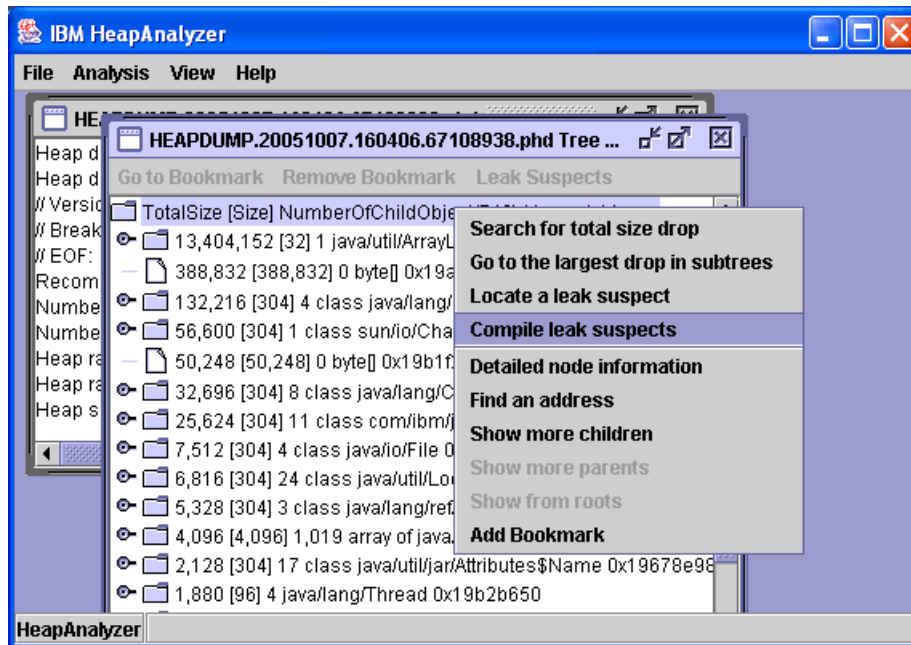 IBM HeapAnalyzer
File Analysis View Help
HEAPDUMP.20051007.160406.67108938.phd Tree ...
Heap d
Heap d
// Versio
// Break
// EOF:
Recom
Numbe
Numbe
Heap ra
Heap ra
Heap s
Go to Bookmark Remove Bookmark Leak Suspects
TotalSize [Size] NumberOfChildObje
13,404,152 [32] 1 java/util/ArrayL
388,832 [388,832] 0 byte[] 0x19a
132,216 [304] 4 class java/lang/
56,600 [304] 1 class sun/io/Cha
50,248 [50,248] 0 byte[] 0x19b1f
32,696 [304] 8 class java/lang/C
25,624 [304] 11 class com/ibm/j
7,512 [304] 4 class java/io/File 0
6,816 [304] 24 class java/util/Lo
5,328 [304] 3 class java/lang/ref
4,096 [4,096] 1,019 array of java
2,128 [304] 17 class java/util/jar/Attributes$Name 0x19678e98
1,880 [96] 4 java/lang/Thread 0x19b2b650
Search for total size drop
Go to the largest drop in subtrees
Locate a leak suspect
Compile leak suspects
Detailed node information
Find an address
Show more children
Show more parents
Show from roots
Add Bookmark
HeapAnalyzer